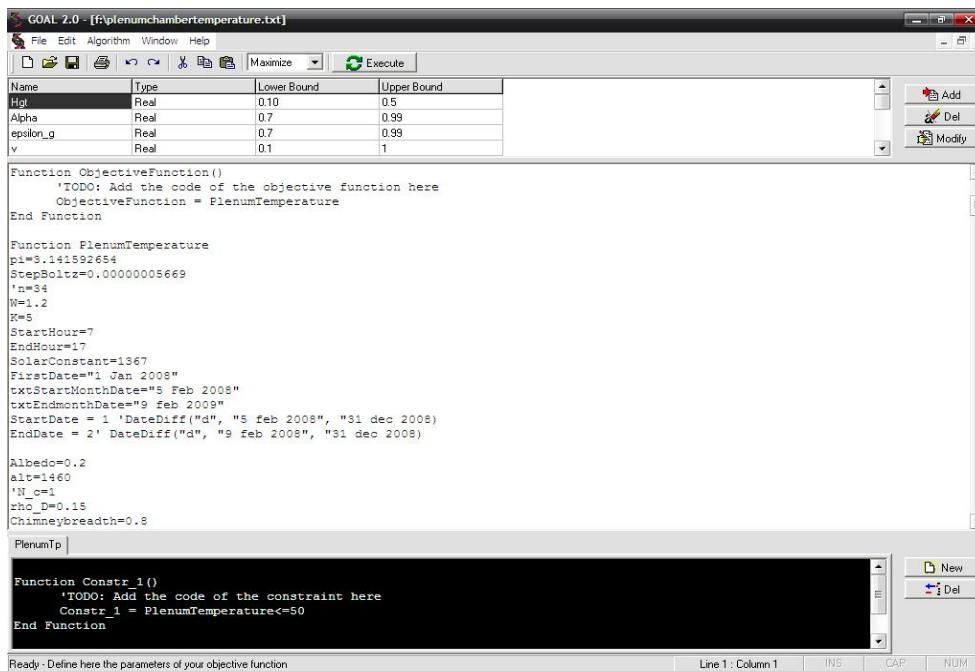 GOAL 2.0 - [f:\plenumchambertemperature.txt]
File Edit Algorithm Window Help
Maximize Execute
Name Type Lower Bound Upper Bound
Hgt Real 0.10 0.5
Alpha Real 0.7 0.99
epsilon_g Real 0.7 0.99
v Real 0.1 1
Add
Del
Modify
Function ObjectiveFunction()
'TODO: Add the code of the objective function here
ObjectiveFunction = PlenumTemperature
End Function
Function PlenumTemperature
pi=3.141592654
StepBoltz=0.00000005669
'n=34
W=1.2
K=5
StartHour=7
EndHour=17
SolarConstant=1367
FirstDate="1 Jan 2008"
txtStartMonthDate="5 Feb 2008"
txtEndmonthDate="9 feb 2009"
StartDate = 1 'DateDiff("d", "5 feb 2008", "31 dec 2008)
EndDate = 2' DateDiff("d", "9 feb 2008", "31 dec 2008)
Albedo=0.2
alt=1460
'N_c=1
rho_D=0.15
Chimneybreadth=0.8
PlenumTp
Function Constr_1()
'TODO: Add the code of the constraint here
Constr_1 = PlenumTemperature<=50
End Function
New
Del
Ready - Define here the parameters of your objective function Line 1 : Column 1 INS CAP NUM